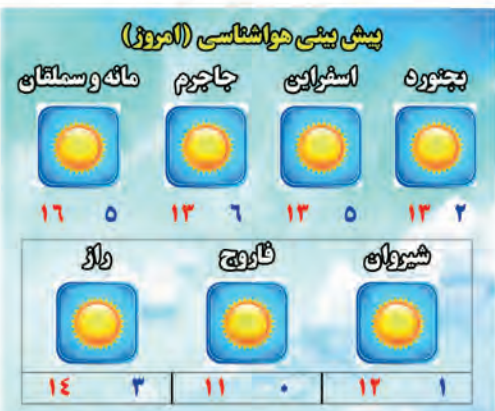 پیش بینی هواشناسی (امروز)
بجنورد اسفراین جاجرم مانه و سملقان
۲ ۱۳ ۵ ۱۳ ۶ ۱۳ ۵ ۱۶
شیروان فاروج راز
۱ ۱۲ ۰ ۱۱ ۳ ۱۴